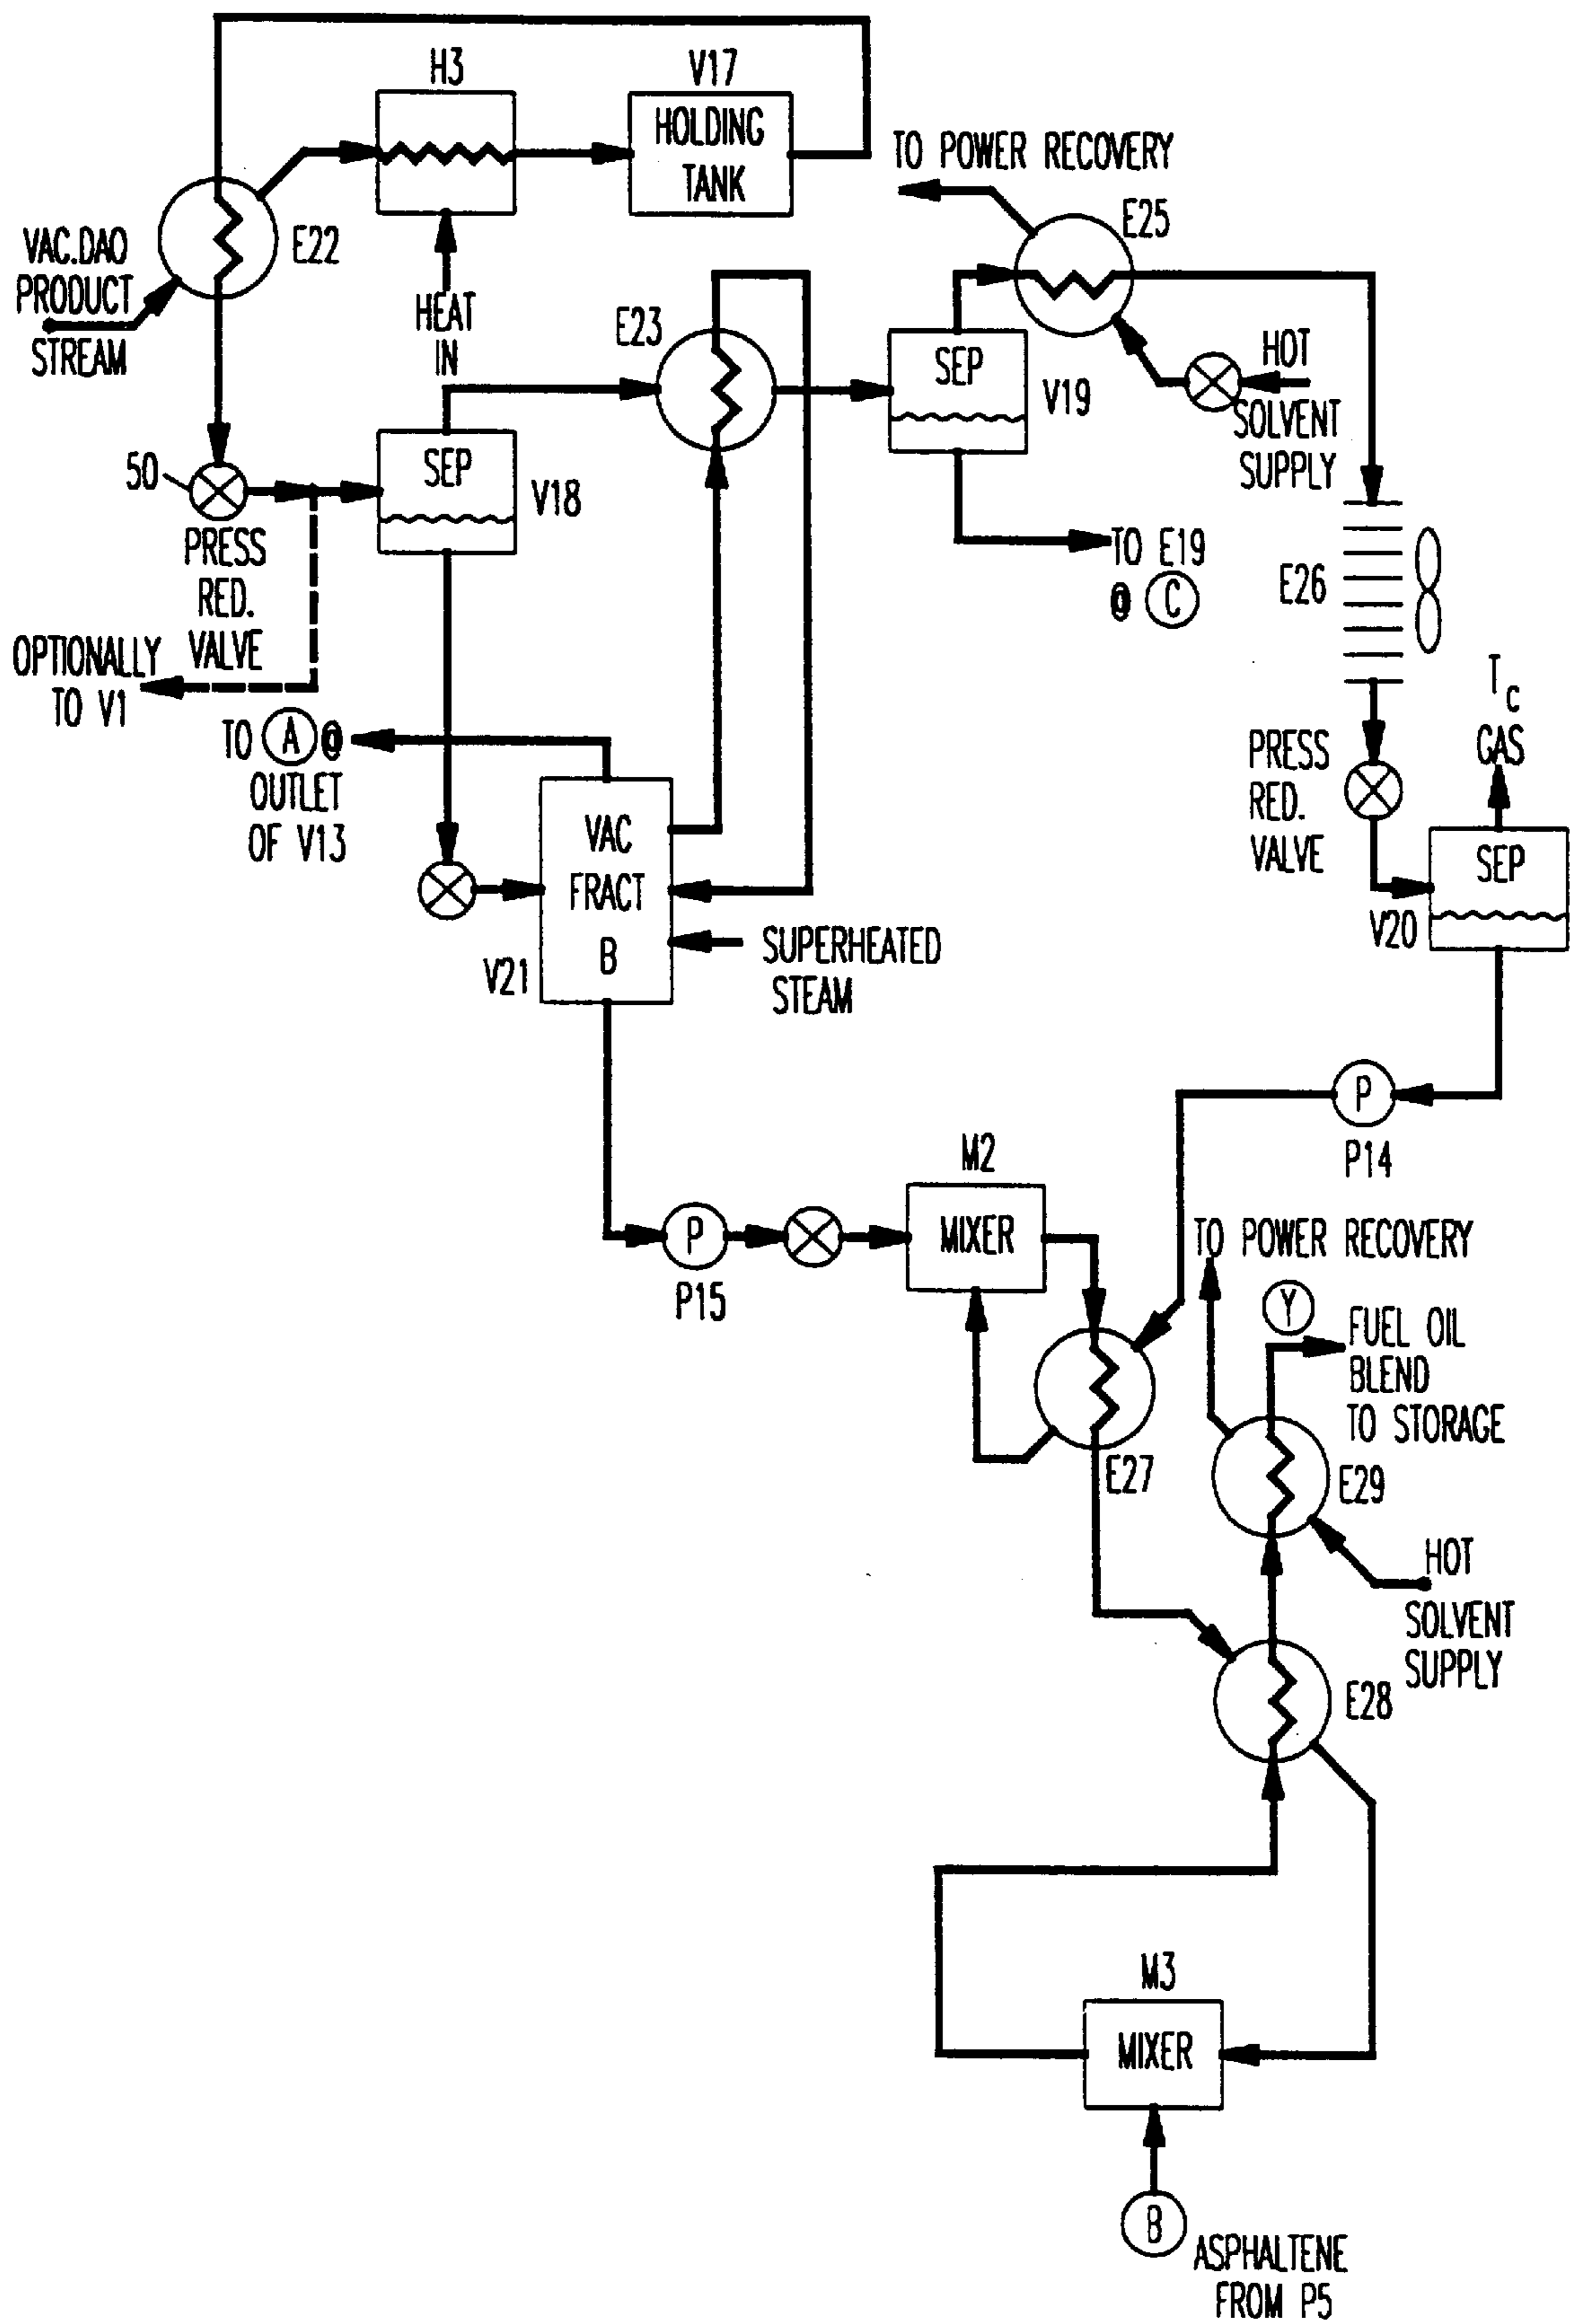 H3
V17
HOLDING
TANK
TO POWER RECOVERY
E25
E22
VAC.DAO
PRODUCT
STREAM
HEAT
IN
E23
SEP
V19
HOT
SOLVENT
SUPPLY
50
SEP
V18
PRESS
RED.
VALVE
TO E19
@ C
E26
OPTIONALLY
TO V1
TO A @
OUTLET
OF V13
Tc
GAS
PRESS
RED.
VALVE
VAC
FRACT
B
V21
SEP
V20
SUPERHEATED
STEAM
P
P14
M2
MIXER
P
P15
TO POWER RECOVERY
Y
FUEL OIL
BLEND
TO STORAGE
E27
E29
HOT
SOLVENT
SUPPLY
E28
M3
MIXER
B
ASPHALTENE
FROM P5